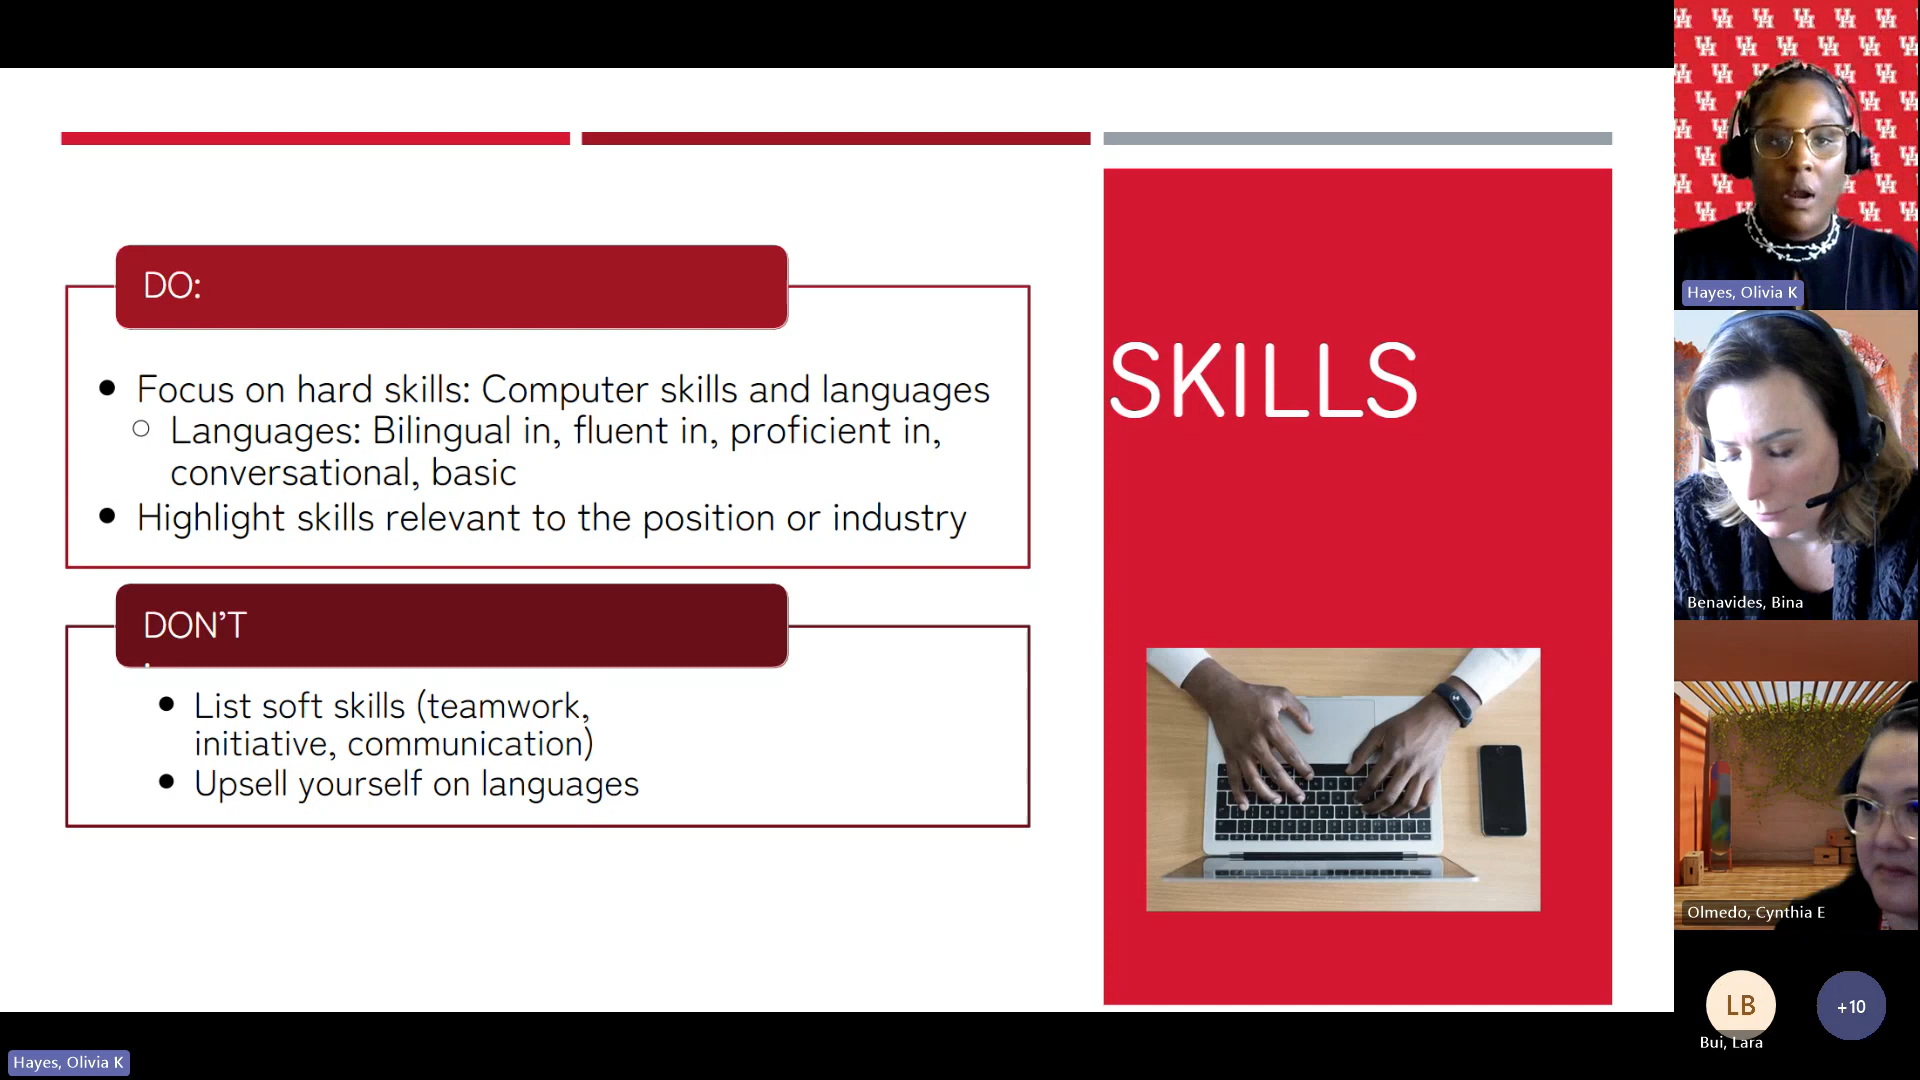 DO:
• Focus on hard skills: Computer skills and languages
○ Languages: Bilingual in, fluent in, proficient in,
conversational, basic
• Highlight skills relevant to the position or industry
DON’T
:
• List soft skills (teamwork,
initiative, communication)
• Upsell yourself on languages
SKILLS
Hayes, Olivia K
Benavides, Bina
Olmedo, Cynthia E
LB
+10
Bui, Lara
Hayes, Olivia K